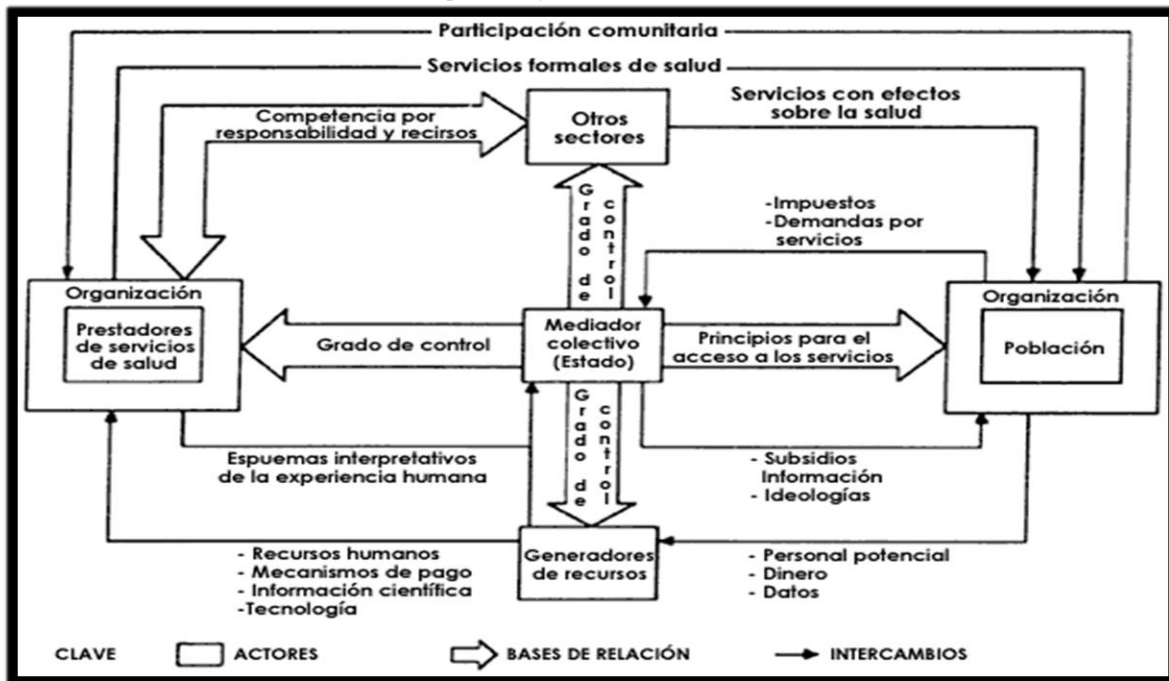 Participación comunitaria
Servicios formales de salud
Competencia por
responsabilidad y recirsos
Otros
sectores
Servicios con efectos
sobre la salud
Grado de
control
-Impuestos
-Demandas por
servicios
Organización
Prestadores
de servicios
de salud
Grado de control
Mediador
colectivo
(Estado)
Principios para el
acceso a los servicios
Organización
Población
Grado de
control
Espuemas interpretativos
de la experiencia humana
- Subsidios
Información
- Ideologías
- Recursos humanos
- Mecanismos de pago
- Información científica
-Tecnología
Generadores
de recursos
- Personal potencial
- Dinero
- Datos
CLAVE
ACTORES
BASES DE RELACIÓN
INTERCAMBIOS